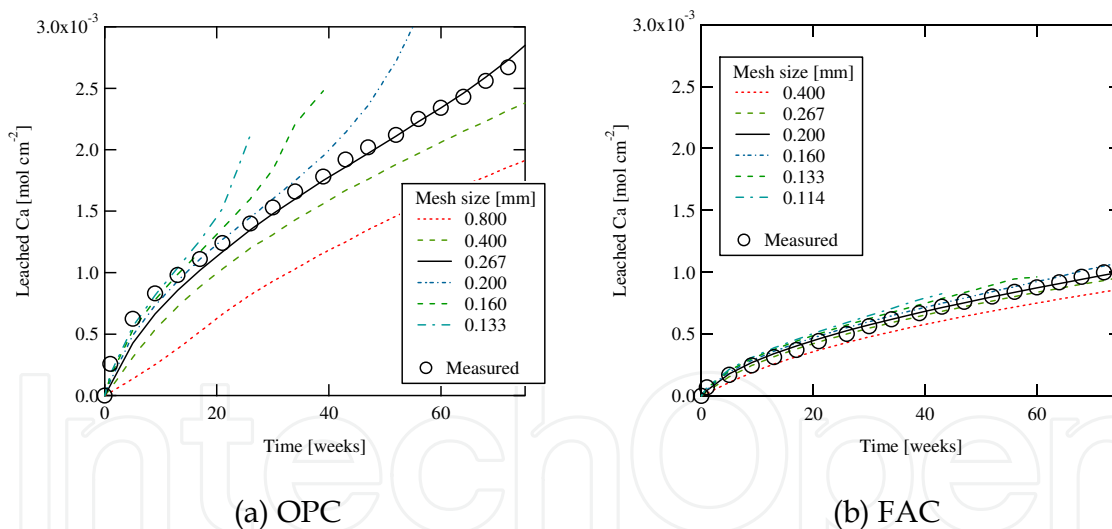 3.0x10⁻³
2.5
2.0
1.5
1.0
0.5
0.0
Leached Ca [mol cm⁻²]
0
20
40
60
Time [weeks]
Mesh size [mm]
0.800
0.400
0.267
0.200
0.160
0.133
Measured
(a) OPC
3.0x10⁻³
2.5
2.0
1.5
1.0
0.5
0.0
Leached Ca [mol cm⁻²]
0
20
40
60
Time [weeks]
Mesh size [mm]
0.400
0.267
0.200
0.160
0.133
0.114
Measured
(b) FAC
IntechOpen